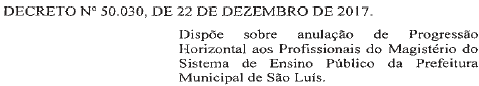 DECRETO Nº 50.030, DE 22 DE DEZEMBRO DE 2017.
Dispõe sobre anulação de Progressão
Horizontal aos Profissionais do Magistério do
Sistema de Ensino Público da Prefeitura
Municipal de São Luís.